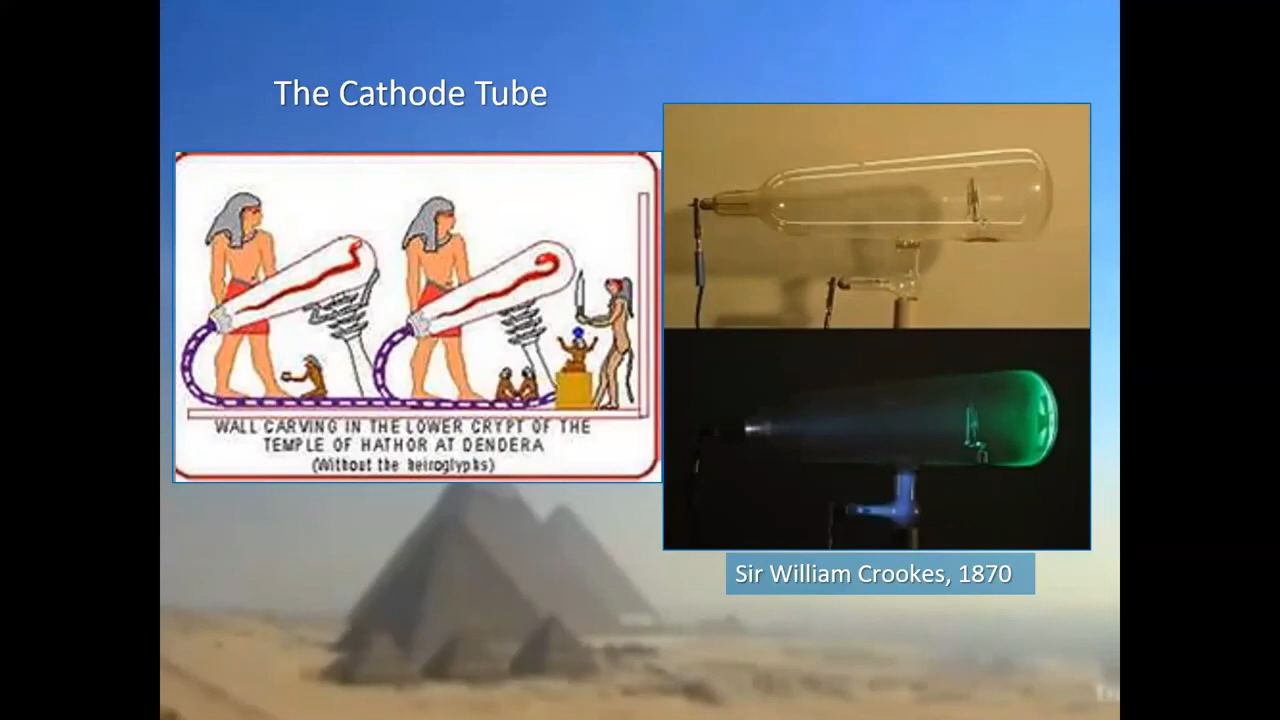 The Cathode Tube
WALL CARVING IN THE LOWER CRYPT OF THE
TEMPLE OF HATHOR AT DENDERA
(Without the heiroglyphs)
Sir William Crookes, 1870